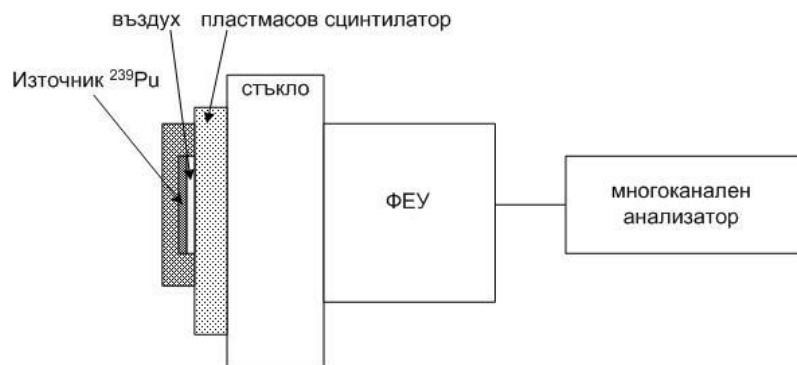 въздух
пластмасов сцинтилатор
Източник ²³⁹Pu
стъкло
ФЕУ
многоканален
анализатор